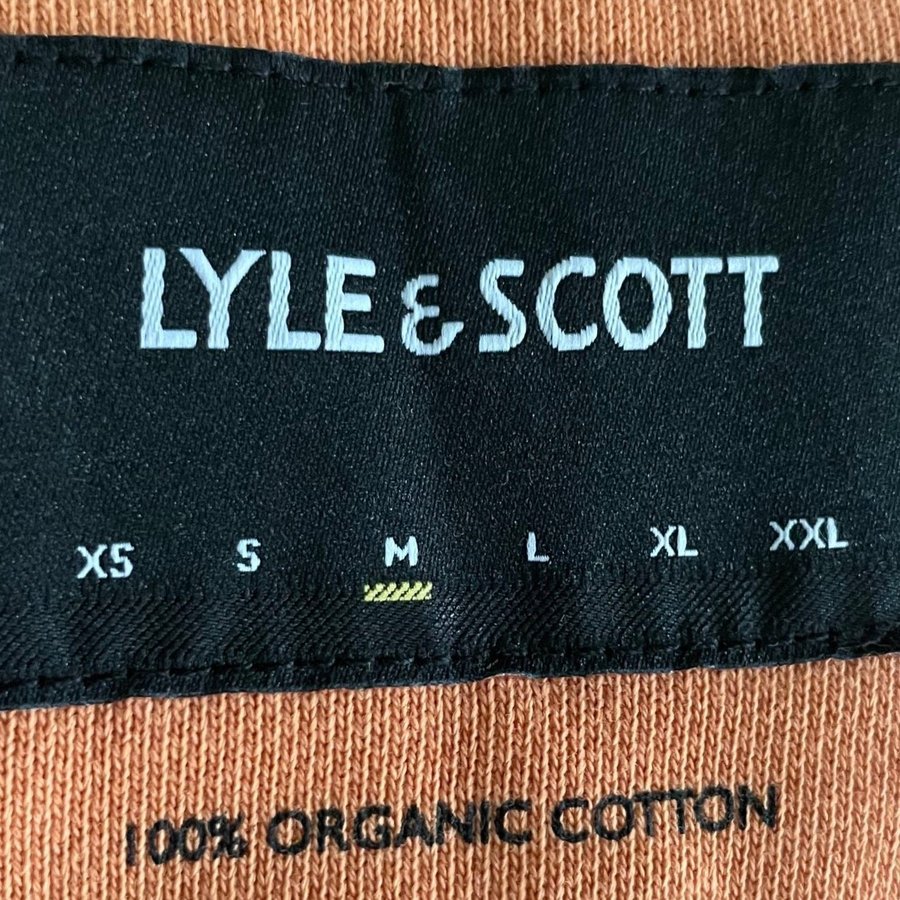 LYLE & SCOTT
XS S M L XL XXL
100% ORGANIC COTTON